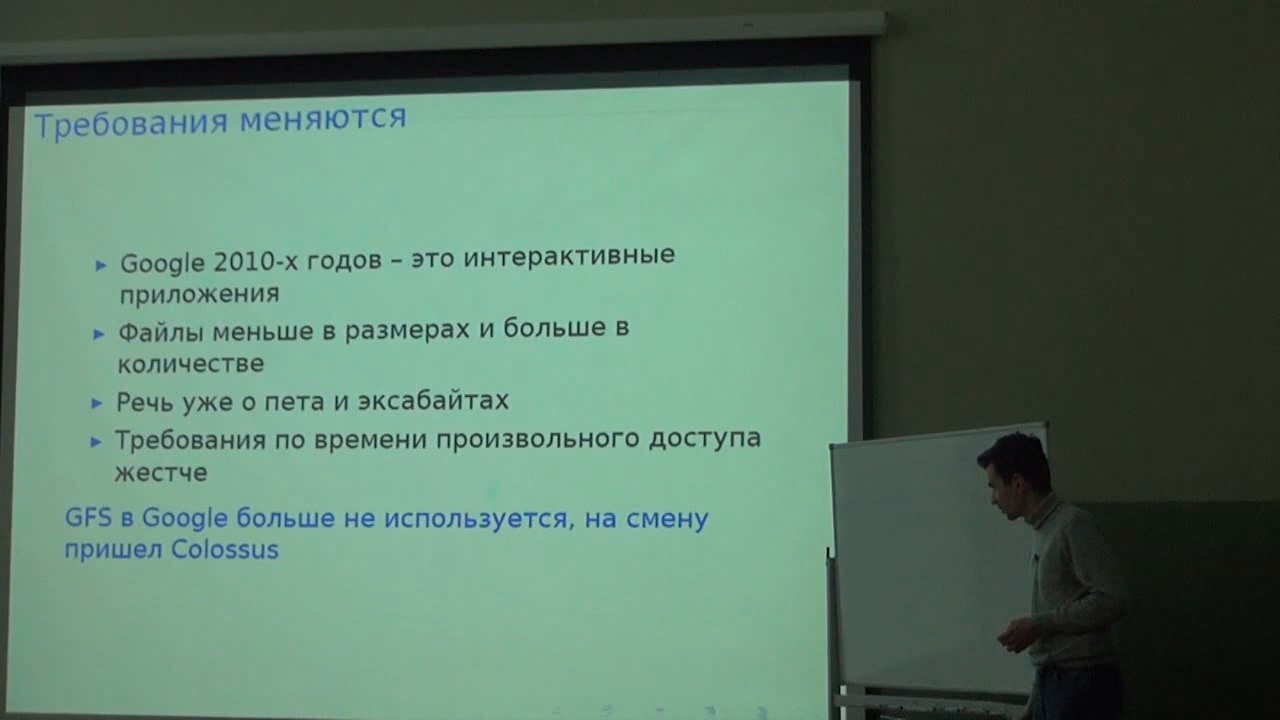 Требования меняются
▸ Google 2010-х годов – это интерактивные
приложения
▸ Файлы меньше в размерах и больше в
количестве
▸ Речь уже о пета и эксабайтах
▸ Требования по времени произвольного доступа
жестче
GFS в Google больше не используется, на смену
пришел Colossus